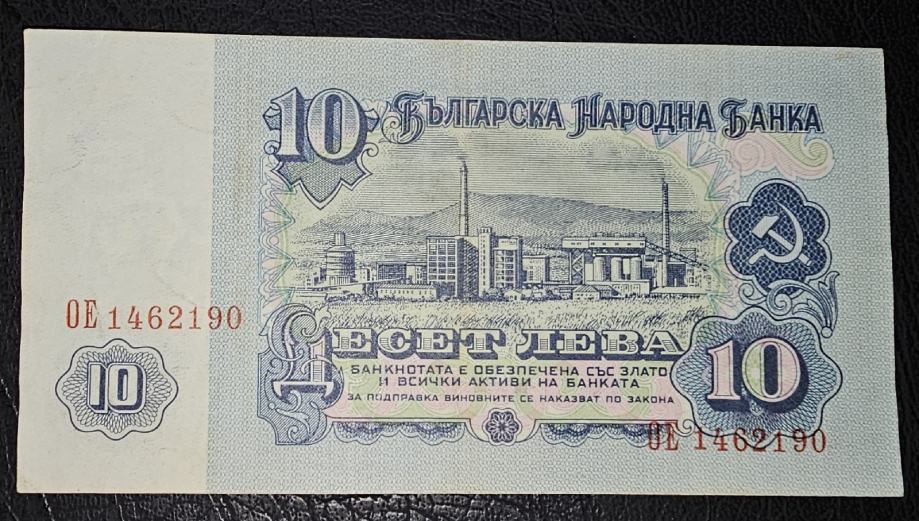 10 Българска Народна Банка
ОЕ 1462190
10
Десет лева
Банкнотата е обезпечена със злато
и всички активи на банката
за подправка виновните се наказват по закона
10
ОЕ 1462190